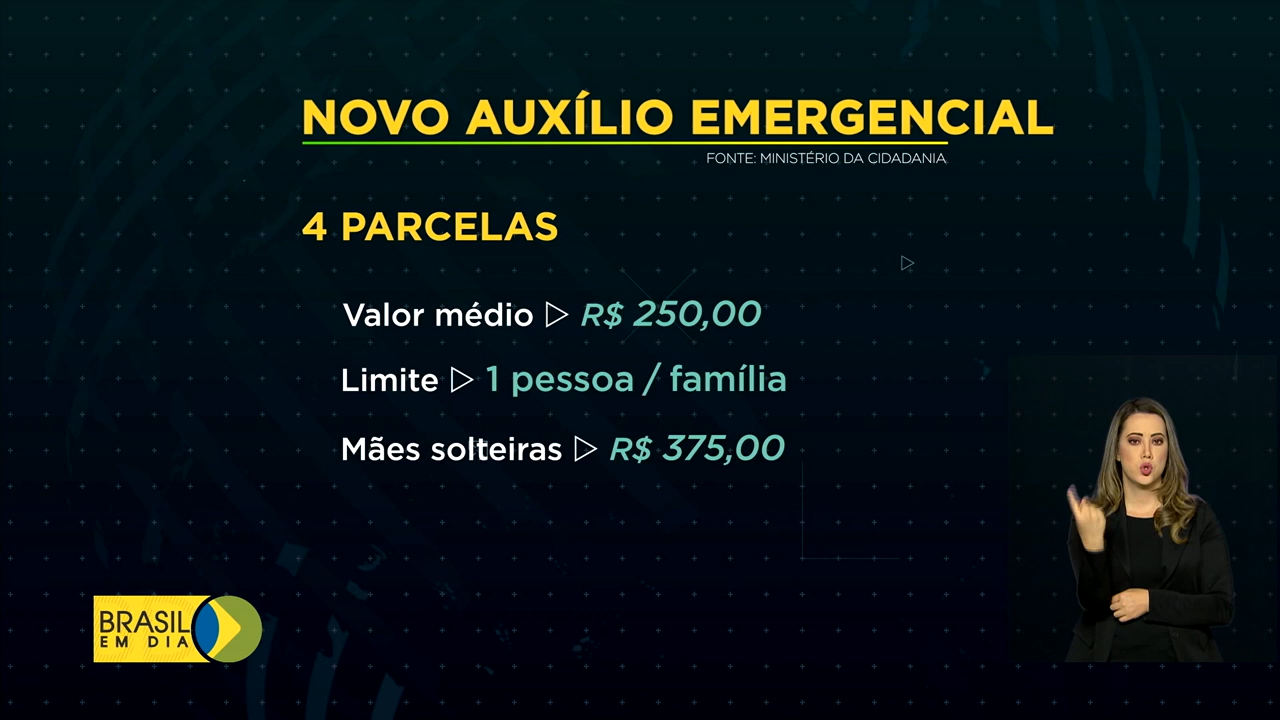 NOVO AUXÍLIO EMERGENCIAL
FONTE: MINISTÉRIO DA CIDADANIA
4 PARCELAS
Valor médio ▷ R$ 250,00
Limite ▷ 1 pessoa / família
Mães solteiras ▷ R$ 375,00
BRASIL
EM DIA